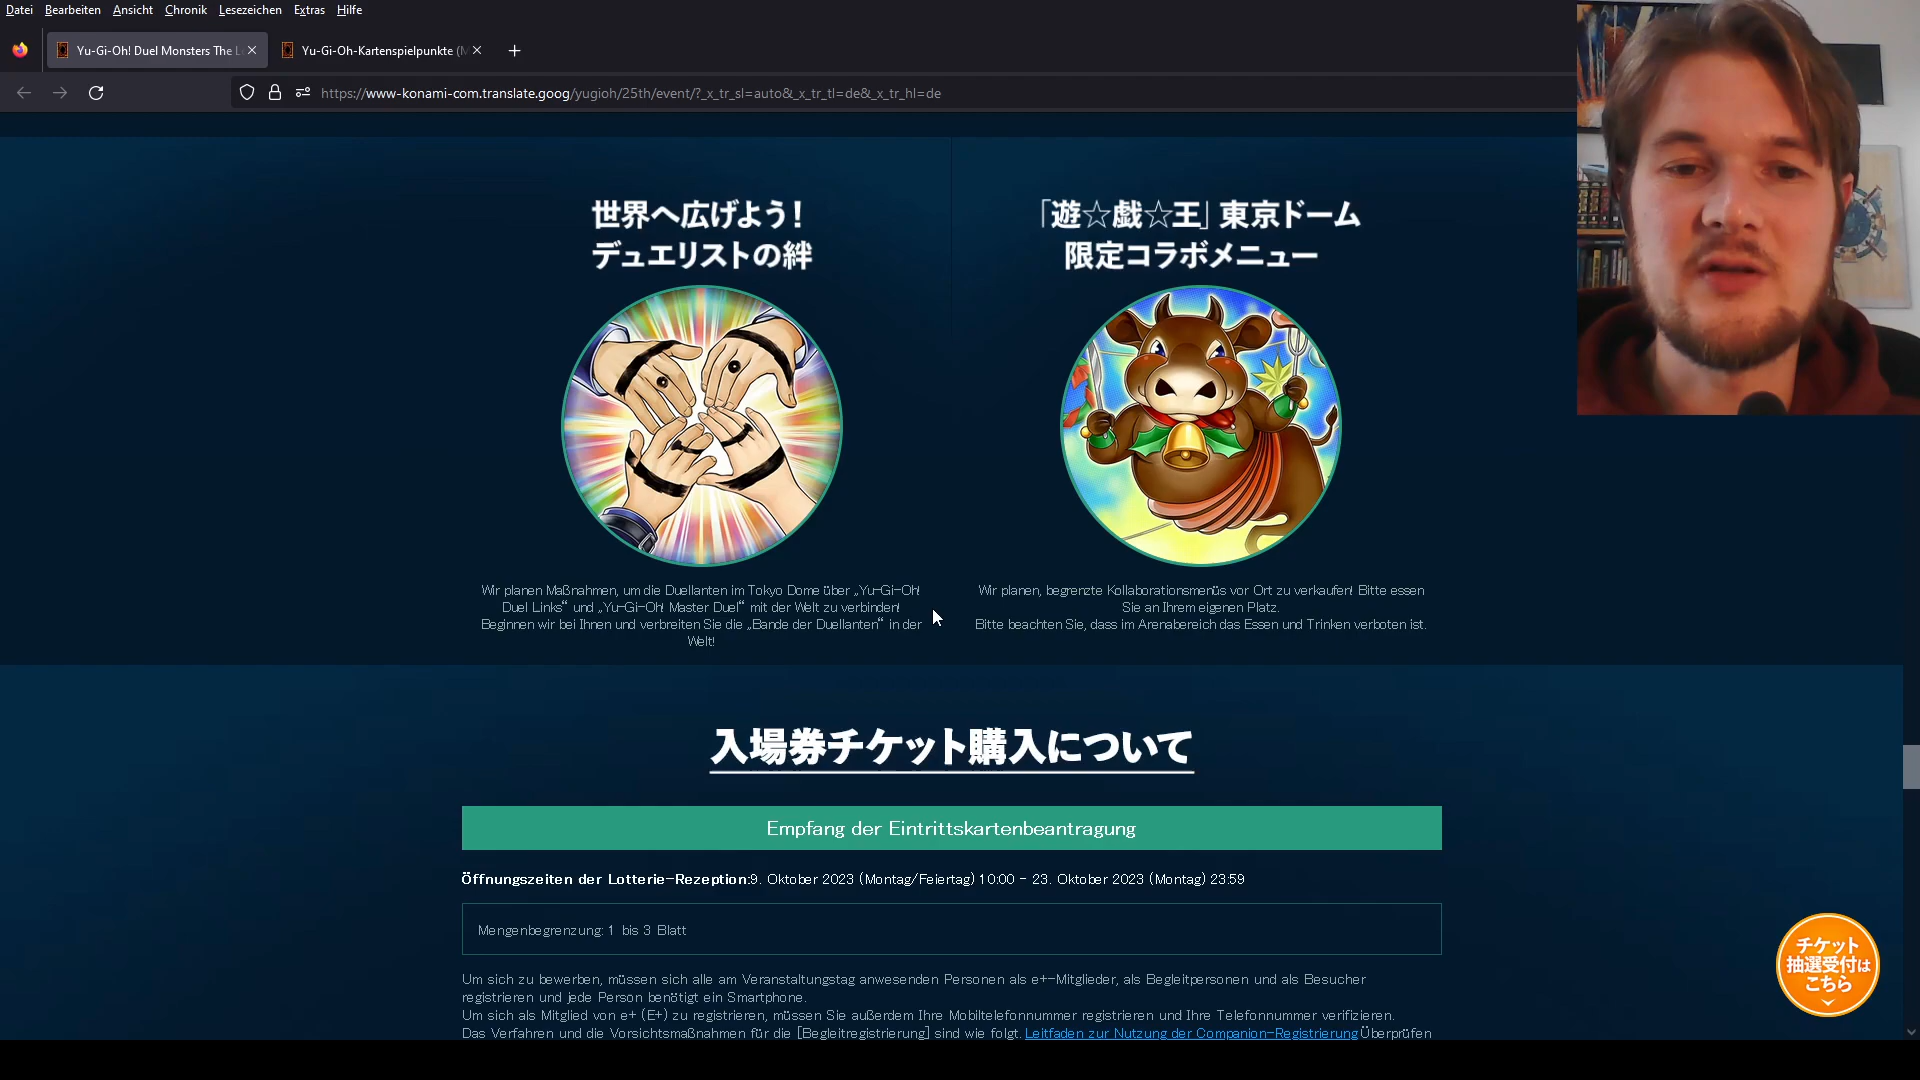 Datei Bearbeiten Ansicht Chronik Lesezeichen Extras Hilfe
Yu-Gi-Oh! Duel Monsters The
Yu-Gi-Oh-Kartenspielpunkte
https://www-konami-com.translate.goog/yugioh/25th/event/?_x_tr_sl=auto&_x_tr_tl=de&_x_tr_hl=de
世界へ広げよう!
デュエリストの絆
「遊☆戯☆王」東京ドーム
限定コラボメニュー
Wir planen Maßnahmen, um die Duellanten im Tokyo Dome über „Yu-Gi-Oh!
Duel Links“ und „Yu-Gi-Oh! Master Duel“ mit der Welt zu verbinden!
Beginnen wir bei Ihnen und verbreiten Sie die „Bande der Duellanten“ in der
Welt!
Wir planen, begrenzte Kollaborationsmenüs vor Ort zu verkaufen! Bitte essen
Sie an Ihrem eigenen Platz.
Bitte beachten Sie, dass im Arenabereich das Essen und Trinken verboten ist.
入場券チケット購入について
Empfang der Eintrittskartenbeantragung
Öffnungszeiten der Lotterie-Rezeption:9. Oktober 2023 (Montag/Feiertag) 10:00 - 23. Oktober 2023 (Montag) 23:59
Mengenbegrenzung: 1 bis 3 Blatt
Um sich zu bewerben, müssen sich alle am Veranstaltungstag anwesenden Personen als e+-Mitglieder, als Begleitpersonen und als Besucher
registrieren und jede Person benötigt ein Smartphone.
Um sich als Mitglied von e+ (E+) zu registrieren, müssen Sie außerdem Ihre Mobiltelefonnummer registrieren und Ihre Telefonnummer verifizieren.
Das Verfahren und die Vorsichtsmaßnahmen für die [Begleitregistrierung] sind wie folgt. Leitfaden zur Nutzung der Companion-Registrierung Überprüfen
チケット
抽選受付は
こちら